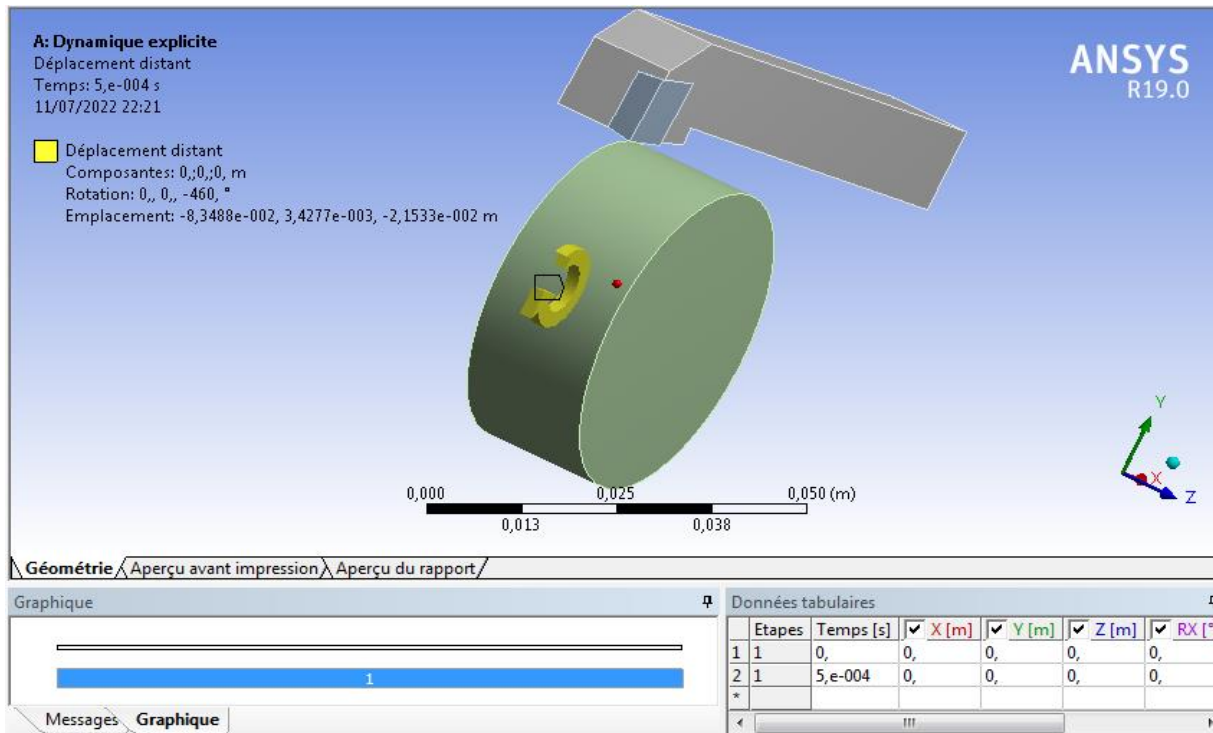 A: Dynamique explicite
Déplacement distant
Temps: 5,e-004 s
11/07/2022 22:21
Déplacement distant
Composantes: 0,;0,;0, m
Rotation: 0,, 0,, -460, °
Emplacement: -8,3488e-002, 3,4277e-003, -2,1533e-002 m
ANSYS
R19.0
Y
X
Z
0,000 0,025 0,050 (m)
0,013 0,038
Géométrie Aperçu avant impression Aperçu du rapport
Graphique
1
Messages Graphique
Données tabulaires
Etapes Temps [s] X [m] Y [m] Z [m] RX [°
1 1 0, 0, 0, 0, 0,
2 1 5,e-004 0, 0, 0, 0,
*